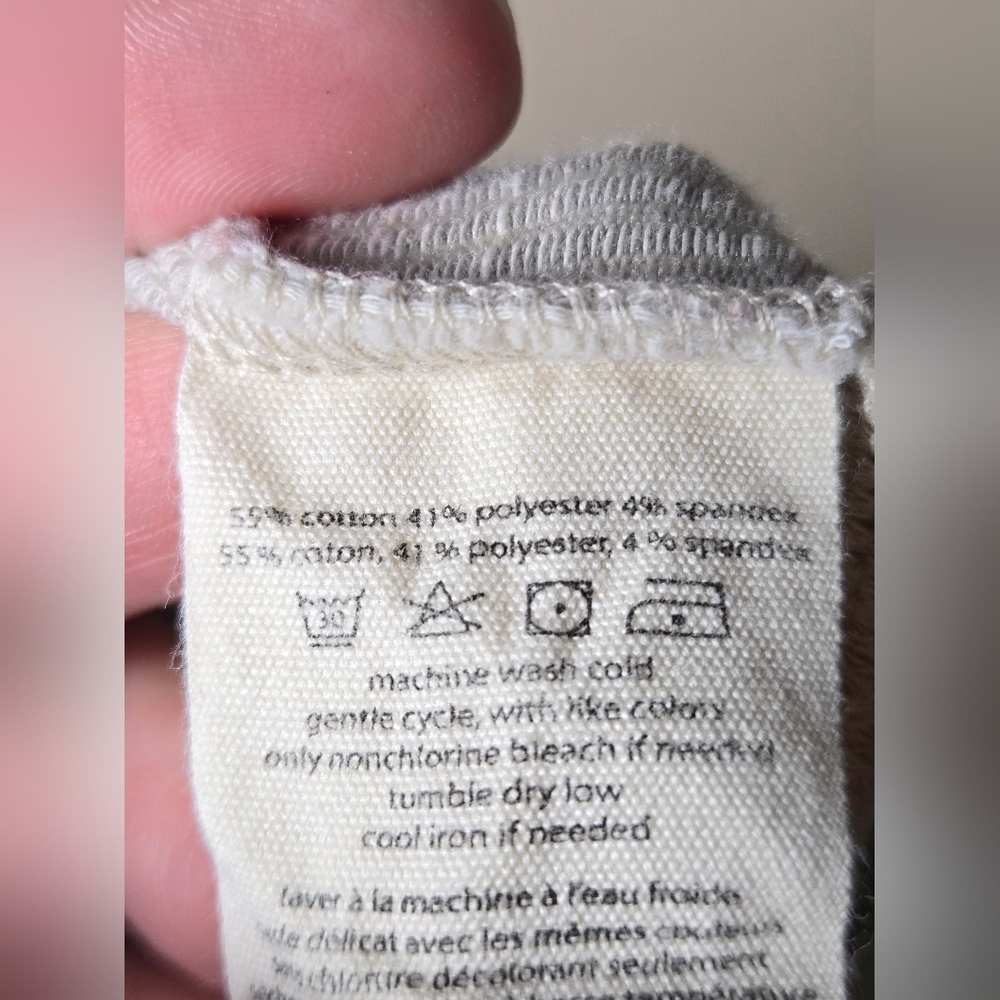 55% cotton 41% polyester 4% spandex
55 % coton, 41 % polyester, 4 % spandex
30
machine wash cold
gentle cycle, with like colors
only nonchlorine bleach if needed
tumble dry low
cool iron if needed
laver à la machine à l'eau froide
délicat avec les mêmes couleurs
chlorure décolorant seulement
température